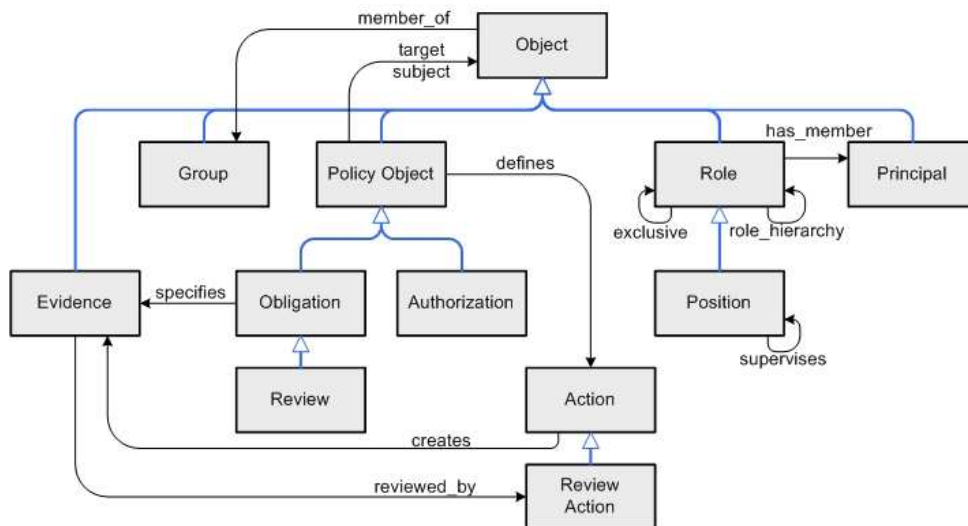 member_of
Object
target
subject
has_member
Group
Policy Object
defines
Role
Principal
exclusive
role_hierarchy
Evidence
specifies
Obligation
Authorization
Position
supervises
Review
Action
creates
reviewed_by
Review
Action